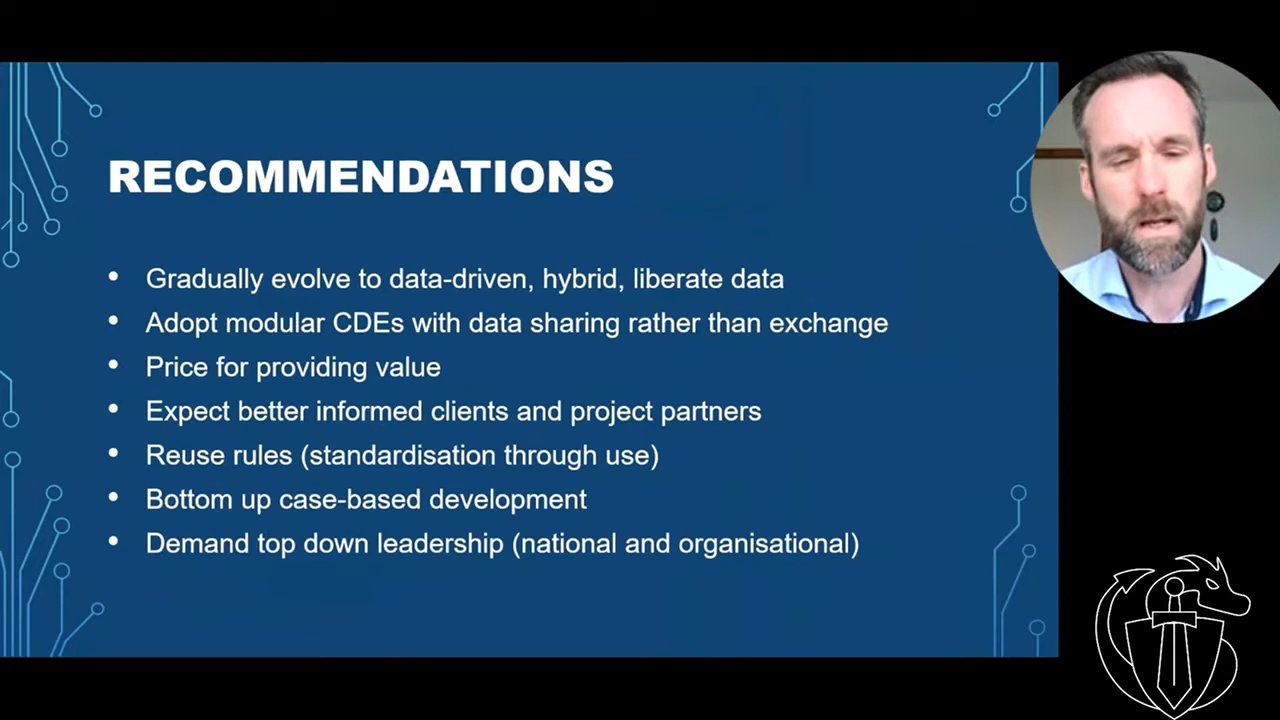 RECOMMENDATIONS
• Gradually evolve to data-driven, hybrid, liberate data
• Adopt modular CDEs with data sharing rather than exchange
• Price for providing value
• Expect better informed clients and project partners
• Reuse rules (standardisation through use)
• Bottom up case-based development
• Demand top down leadership (national and organisational)